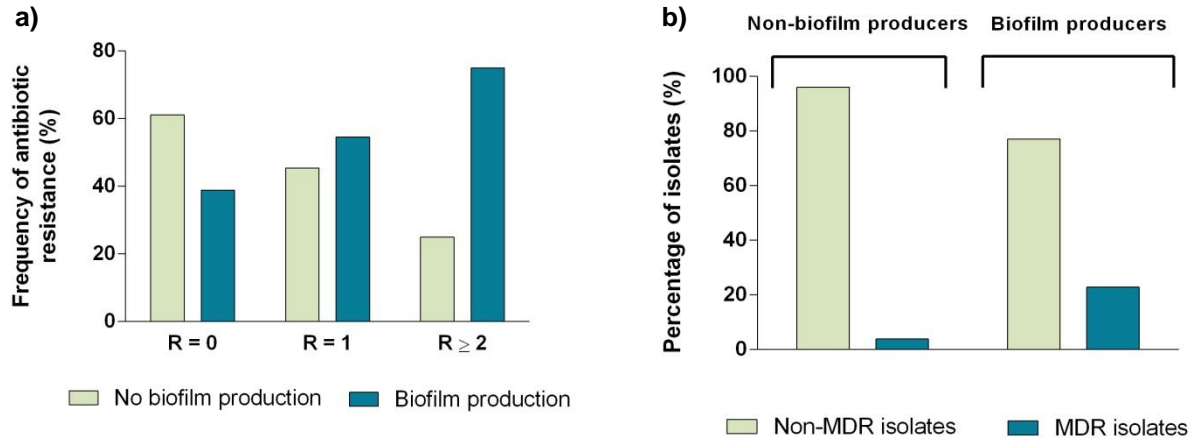 a)
Frequency of antibiotic
resistance (%)
80
60
40
20
0
R = 0
R = 1
R ≥ 2
No biofilm production
Biofilm production
b)
Non-biofilm producers
Biofilm producers
Percentage of isolates (%)
100
80
60
40
20
0
Non-MDR isolates
MDR isolates